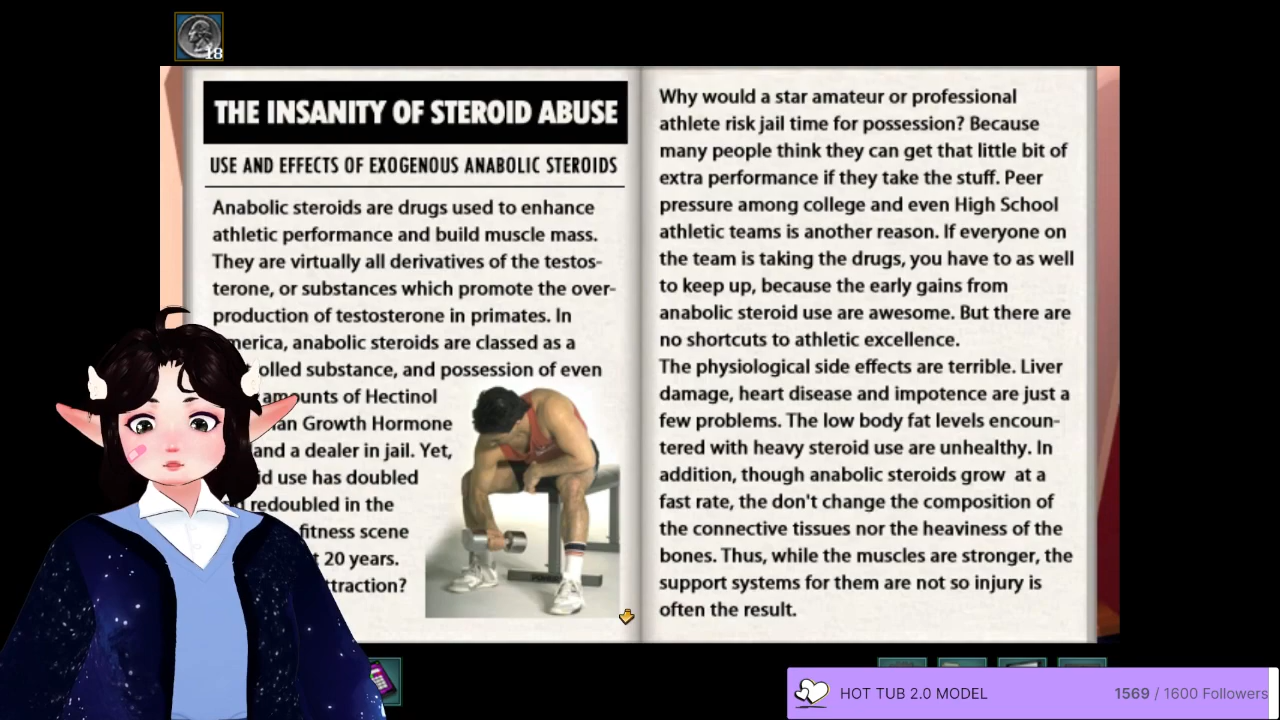 18
THE INSANITY OF STEROID ABUSE
USE AND EFFECTS OF EXOGENOUS ANABOLIC STEROIDS
Anabolic steroids are drugs used to enhance
athletic performance and build muscle mass.
They are virtually all derivatives of the testos-
terone, or substances which promote the over-
production of testosterone in primates. In
merica, anabolic steroids are classed as a
olled substance, and possession of even
amounts of Hectinol
an Growth Hormone
and a dealer in jail. Yet,
id use has doubled
redoubled in the
fitness scene
20 years.
ttraction?
Why would a star amateur or professional
athlete risk jail time for possession? Because
many people think they can get that little bit of
extra performance if they take the stuff. Peer
pressure among college and even High School
athletic teams is another reason. If everyone on
the team is taking the drugs, you have to as well
to keep up, because the early gains from
anabolic steroid use are awesome. But there are
no shortcuts to athletic excellence.
The physiological side effects are terrible. Liver
damage, heart disease and impotence are just a
few problems. The low body fat levels encoun-
tered with heavy steroid use are unhealthy. In
addition, though anabolic steroids grow at a
fast rate, the don't change the composition of
the connective tissues nor the heaviness of the
bones. Thus, while the muscles are stronger, the
support systems for them are not so injury is
often the result.
HOT TUB 2.0 MODEL 1569 / 1600 Followers